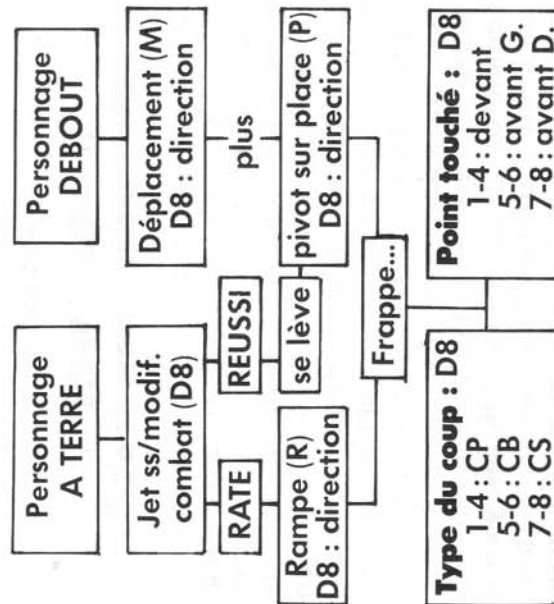 Personnage
A TERRE
Personnage
DEBOUT
Jet ss/modif.
combat (D8)
Déplacement (M)
D8 : direction
RATE
REUSSI
plus
Rampe (R)
D8 : direction
se lève
pivot sur place (P)
D8 : direction
Frappe...
Type du coup : D8
1-4 : CP
5-6 : CB
7-8 : CS
Point touché : D8
1-4 : devant
5-6 : avant G.
7-8 : avant D.